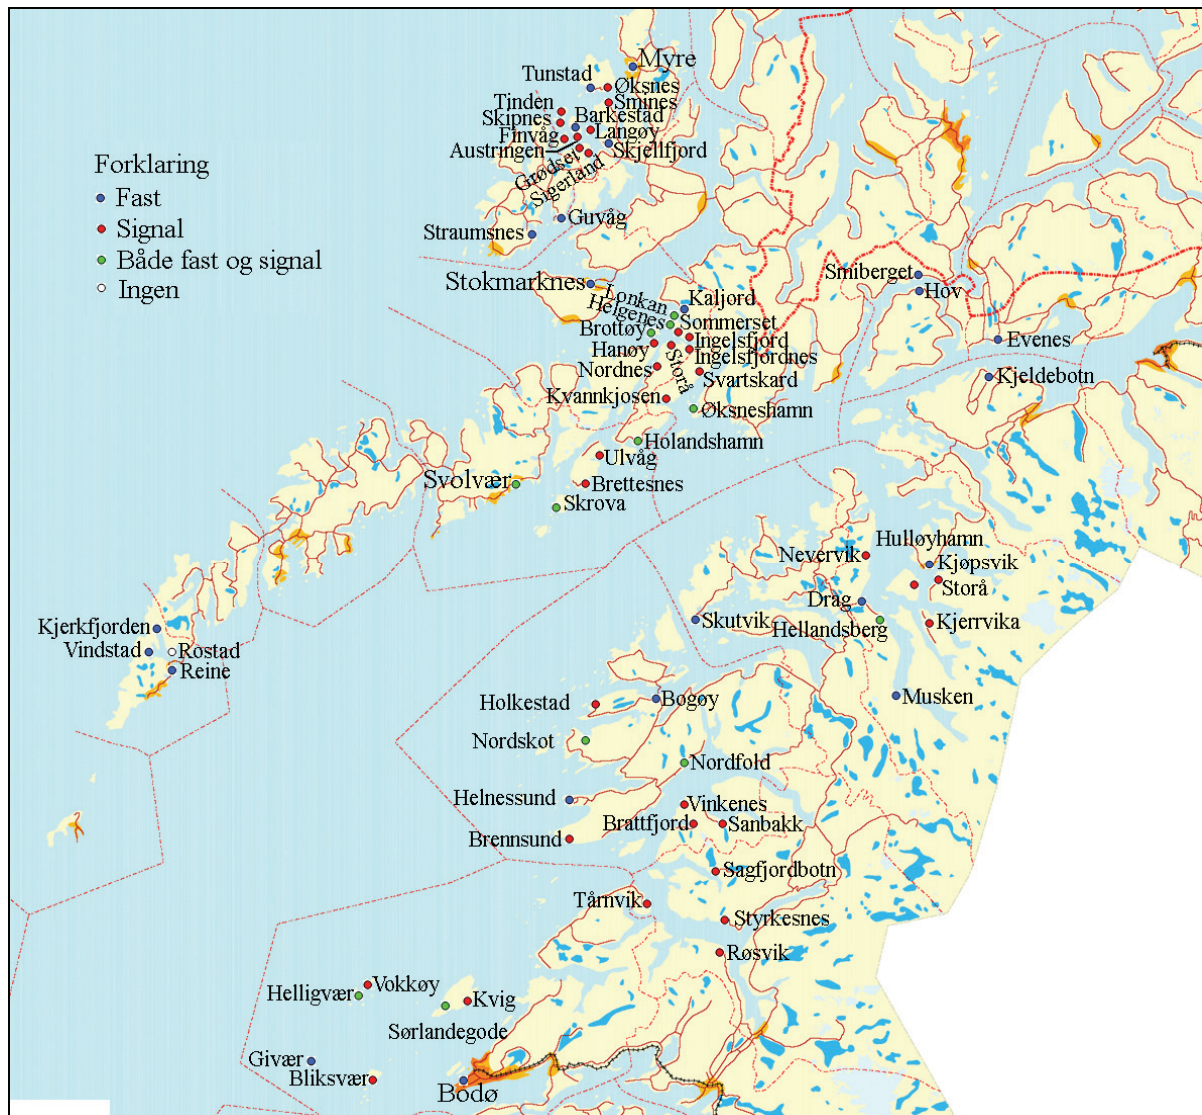 Myre
Tunstad
Øksnes
Smines
Tinden
Skipnes
Barkestad
Finvåg
Langøy
Austringen
Skjellfjord
Grødset
Sigerland
Forklaring
Fast
Signal
Både fast og signal
Ingen
Guvåg
Straumsnes
Stokmarknes
Smiberget
Hov
Lonkan
Kaljord
Helgenes
Sommerset
Brottøy
Ingelsfjord
Hanøy
Ingelsfjordnes
Storå
Nordnes
Svartskard
Evenes
Kjeldebotn
Kvannkjosen
Øksneshamn
Holandshamn
Ulvåg
Svolvær
Brettesnes
Skrova
Hulløyhamn
Nevervik
Kjøpsvik
Storå
Drag
Skutvik
Hellandsberg
Kjerrvika
Kjerkfjorden
Vindstad
Rostad
Reine
Musken
Bogøy
Holkestad
Nordskot
Nordfold
Helnessund
Vinkenes
Brattfjord
Sanbakk
Brennsund
Sagfjordbotn
Tårnvik
Styrkesnes
Røsvik
Vokkøy
Helligvær
Kvig
Sørlandegode
Givær
Bliksvær
Bodø